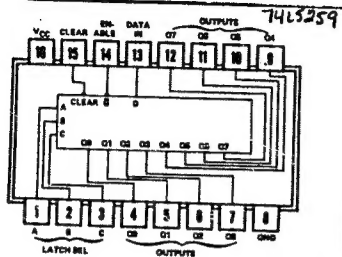 74LS259
OUTPUTS
VCC CLEAR EN-ABLE DATA IN Q7 Q6 Q5 Q4
16 15 14 13 12 11 10 9
CLEAR G D
A
B
C
Q0 Q1 Q2 Q3 Q4 Q5 Q6 Q7
1 2 3 4 5 6 7 8
A B C Q0 Q1 Q2 Q3 GND
LATCH SEL OUTPUTS